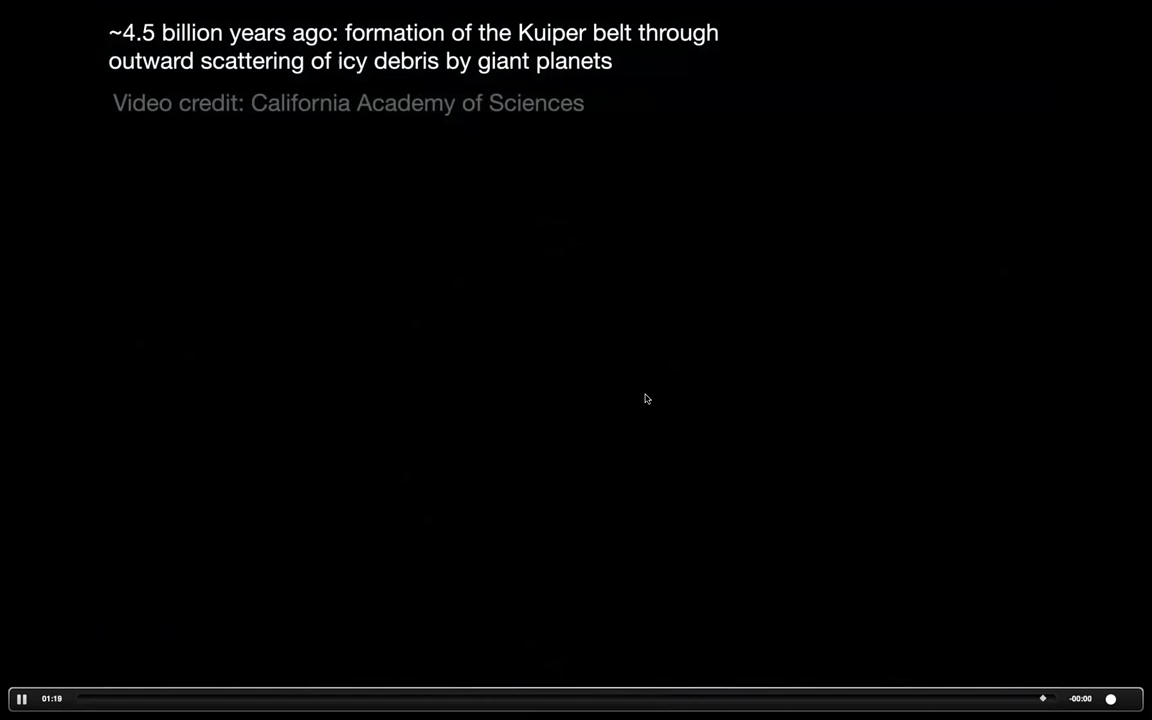 ~4.5 billion years ago: formation of the Kuiper belt through
outward scattering of icy debris by giant planets
Video credit: California Academy of Sciences
01:19
-00:00